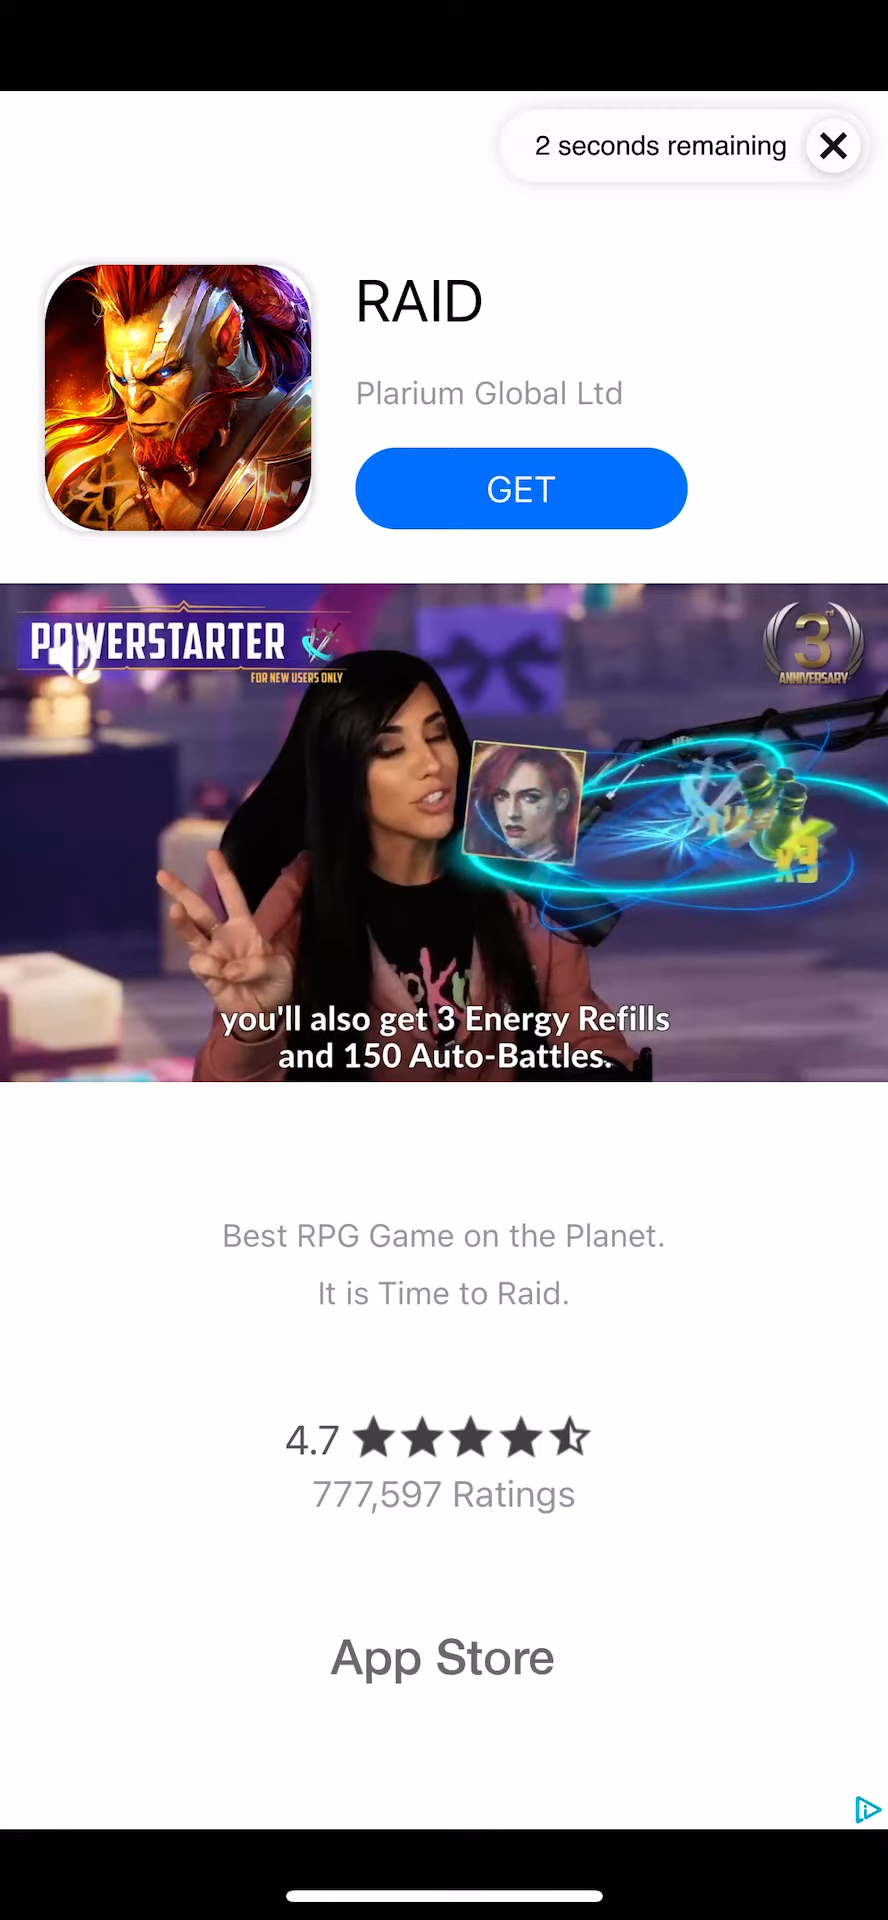 2 seconds remaining
RAID
Plarium Global Ltd
GET
POWERSTARTER
FOR NEW USERS ONLY
3rd
ANNIVERSARY
x3
you'll also get 3 Energy Refills
and 150 Auto-Battles.
Best RPG Game on the Planet.
It is Time to Raid.
4.7
777,597 Ratings
App Store